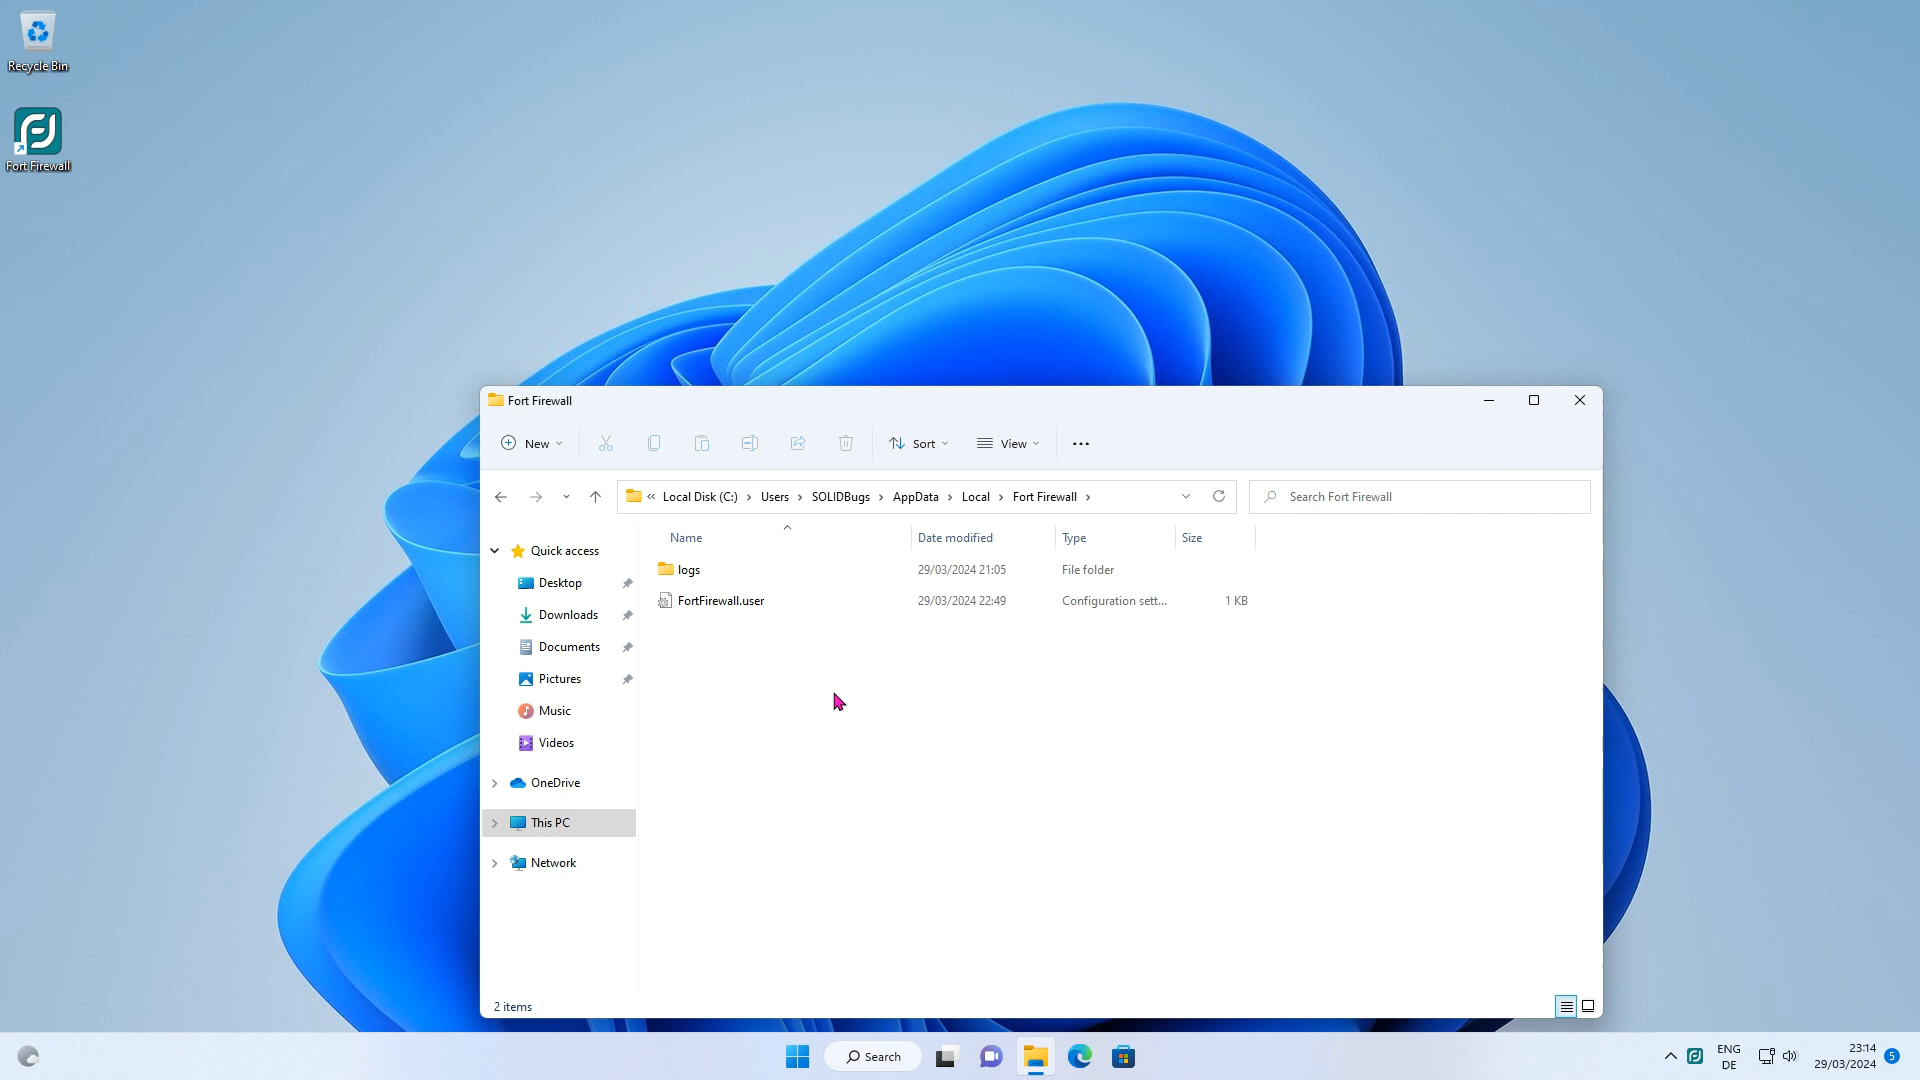 Recycle Bin
Fort Firewall
Fort Firewall
New
Sort
View
Local Disk (C:) Users SOLIDBugs AppData Local Fort Firewall
Search Fort Firewall
Name Date modified Type Size
logs 29/03/2024 21:05 File folder
FortFirewall.user 29/03/2024 22:49 Configuration sett... 1 KB
Quick access
Desktop
Downloads
Documents
Pictures
Music
Videos
OneDrive
This PC
Network
2 items
Search
ENG
DE
23:14
29/03/2024
5